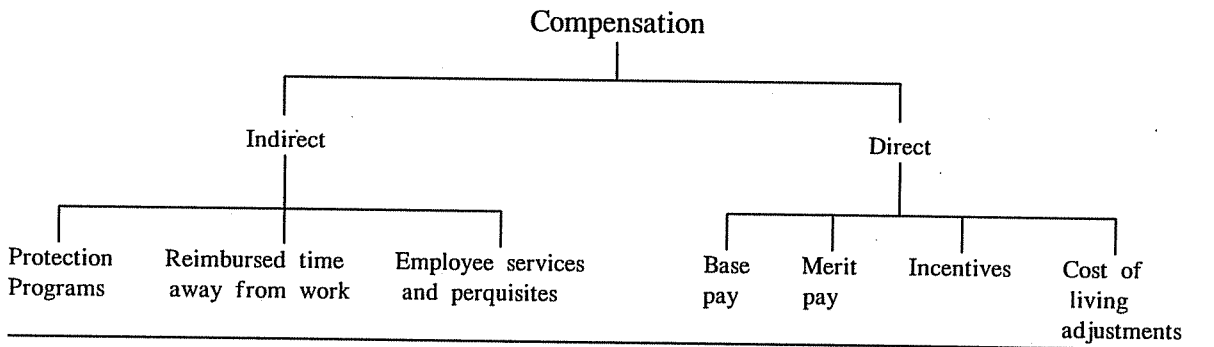 Compensation
Indirect
Direct
Protection
Programs
Reimbursed time
away from work
Employee services
and perquisites
Base
pay
Merit
pay
Incentives
Cost of
living
adjustments